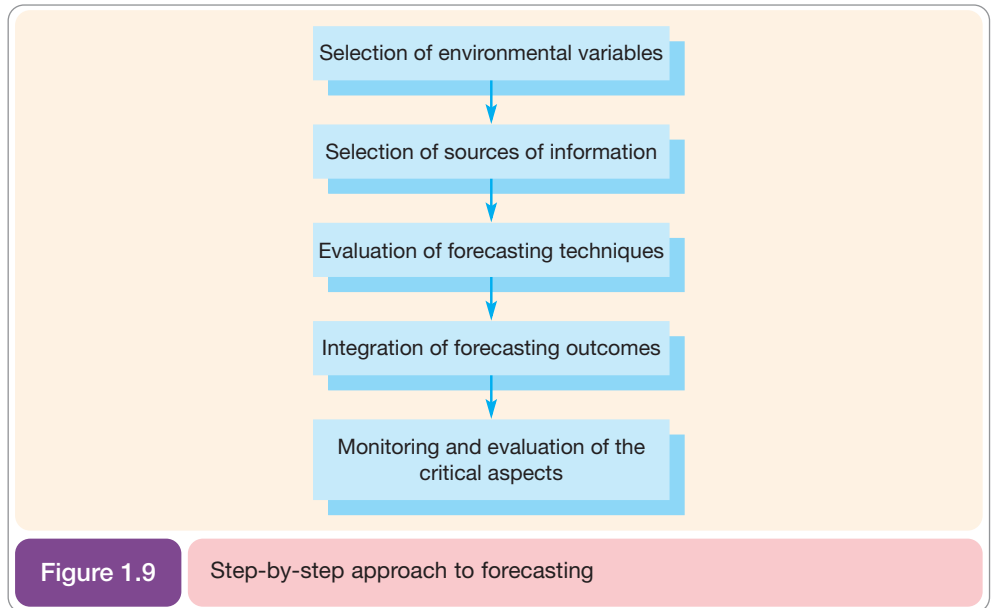 Selection of environmental variables
Selection of sources of information
Evaluation of forecasting techniques
Integration of forecasting outcomes
Monitoring and evaluation of the
critical aspects
Figure 1.9
Step-by-step approach to forecasting